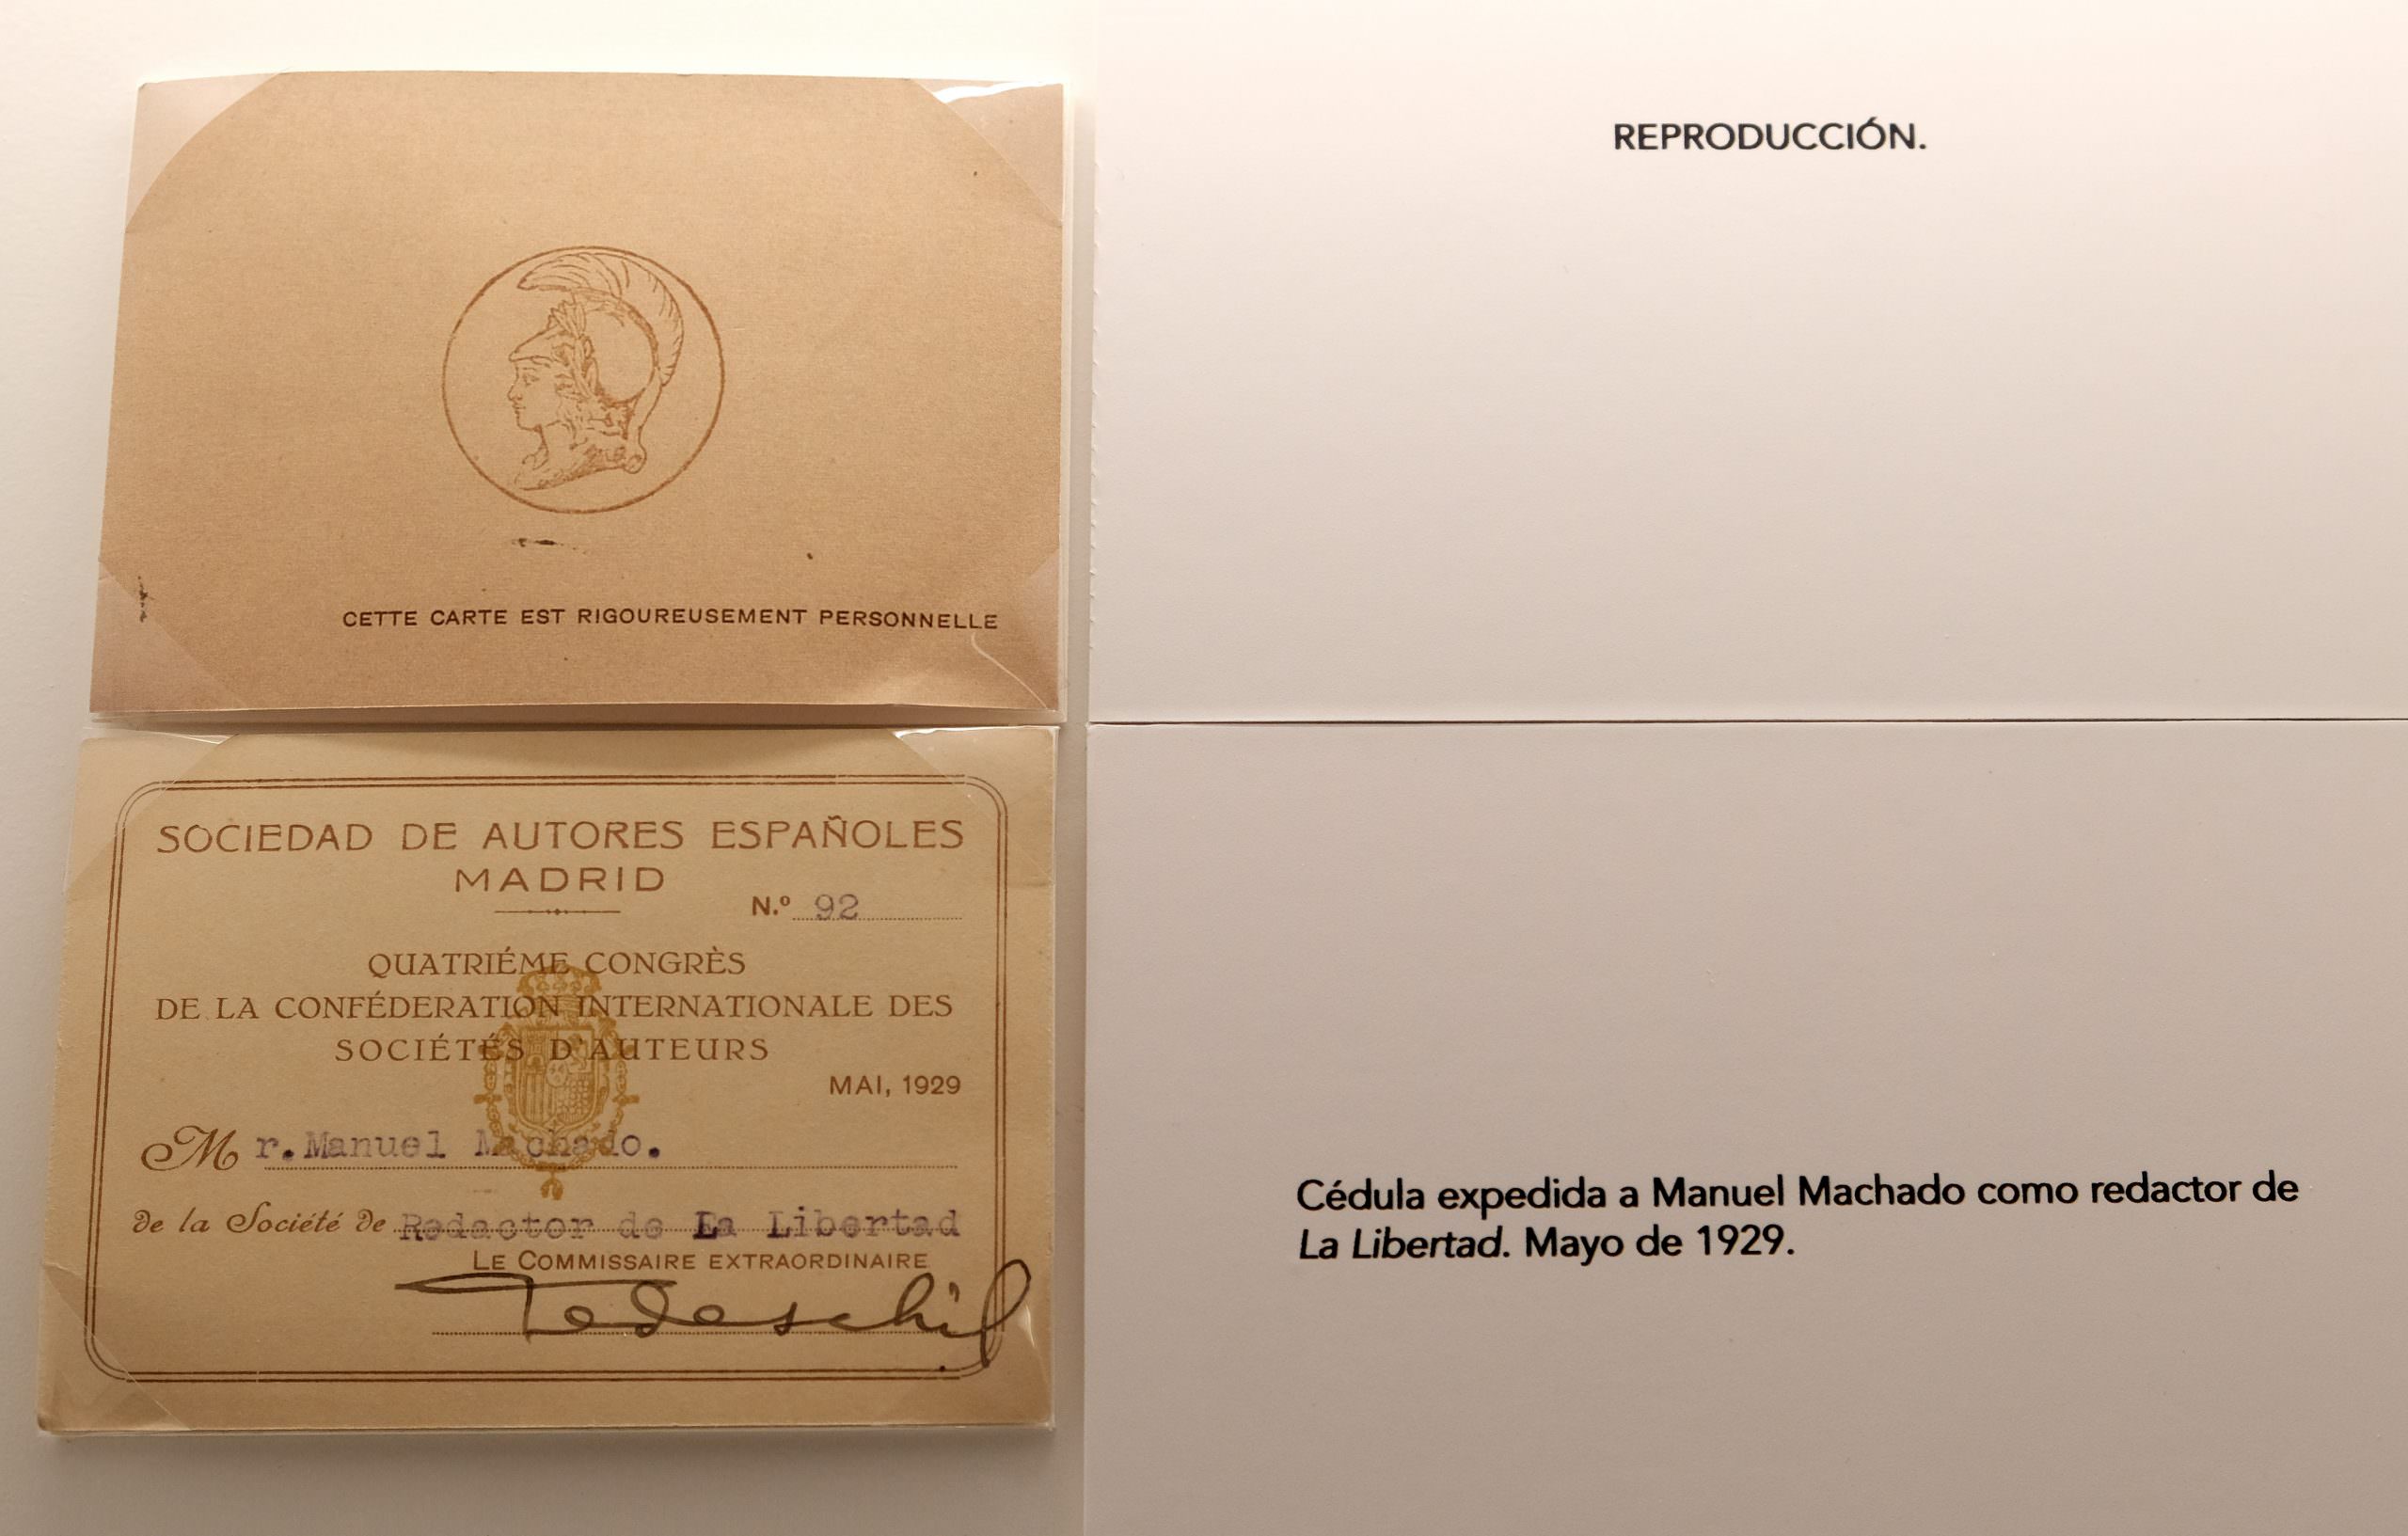 CETTE CARTE EST RIGOUREUSEMENT PERSONNELLE
SOCIEDAD DE AUTORES ESPAÑOLES
MADRID
N.º 92
QUATRIÉME CONGRÈS
DE LA CONFÉDERATION INTERNATIONALE DES
SOCIÉTÉS D'AUTEURS
MAI, 1929
Mr. Manuel Machado.
de la Société de Redactor de La Libertad
LE COMMISSAIRE EXTRAORDINAIRE
Tedeschi
REPRODUCCIÓN.
Cédula expedida a Manuel Machado como redactor de
La Libertad. Mayo de 1929.